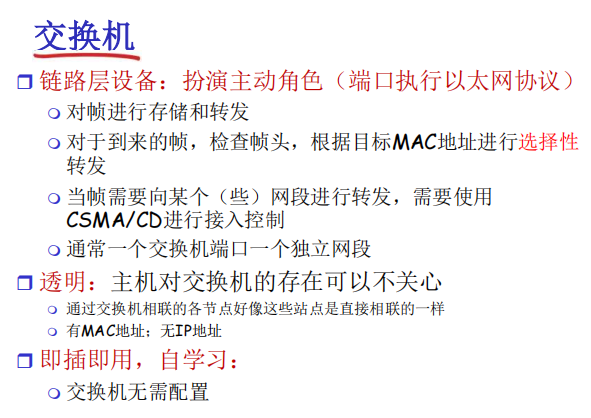 交换机
链路层设备：扮演主动角色（端口执行以太网协议）
对帧进行存储和转发
对于到来的帧，检查帧头，根据目标MAC地址进行选择性
转发
当帧需要向某个（些）网段进行转发，需要使用
CSMA/CD进行接入控制
通常一个交换机端口一个独立网段
透明：主机对交换机的存在可以不关心
通过交换机相联的各节点好像这些站点是直接相联的一样
有MAC地址；无IP地址
即插即用，自学习：
交换机无需配置